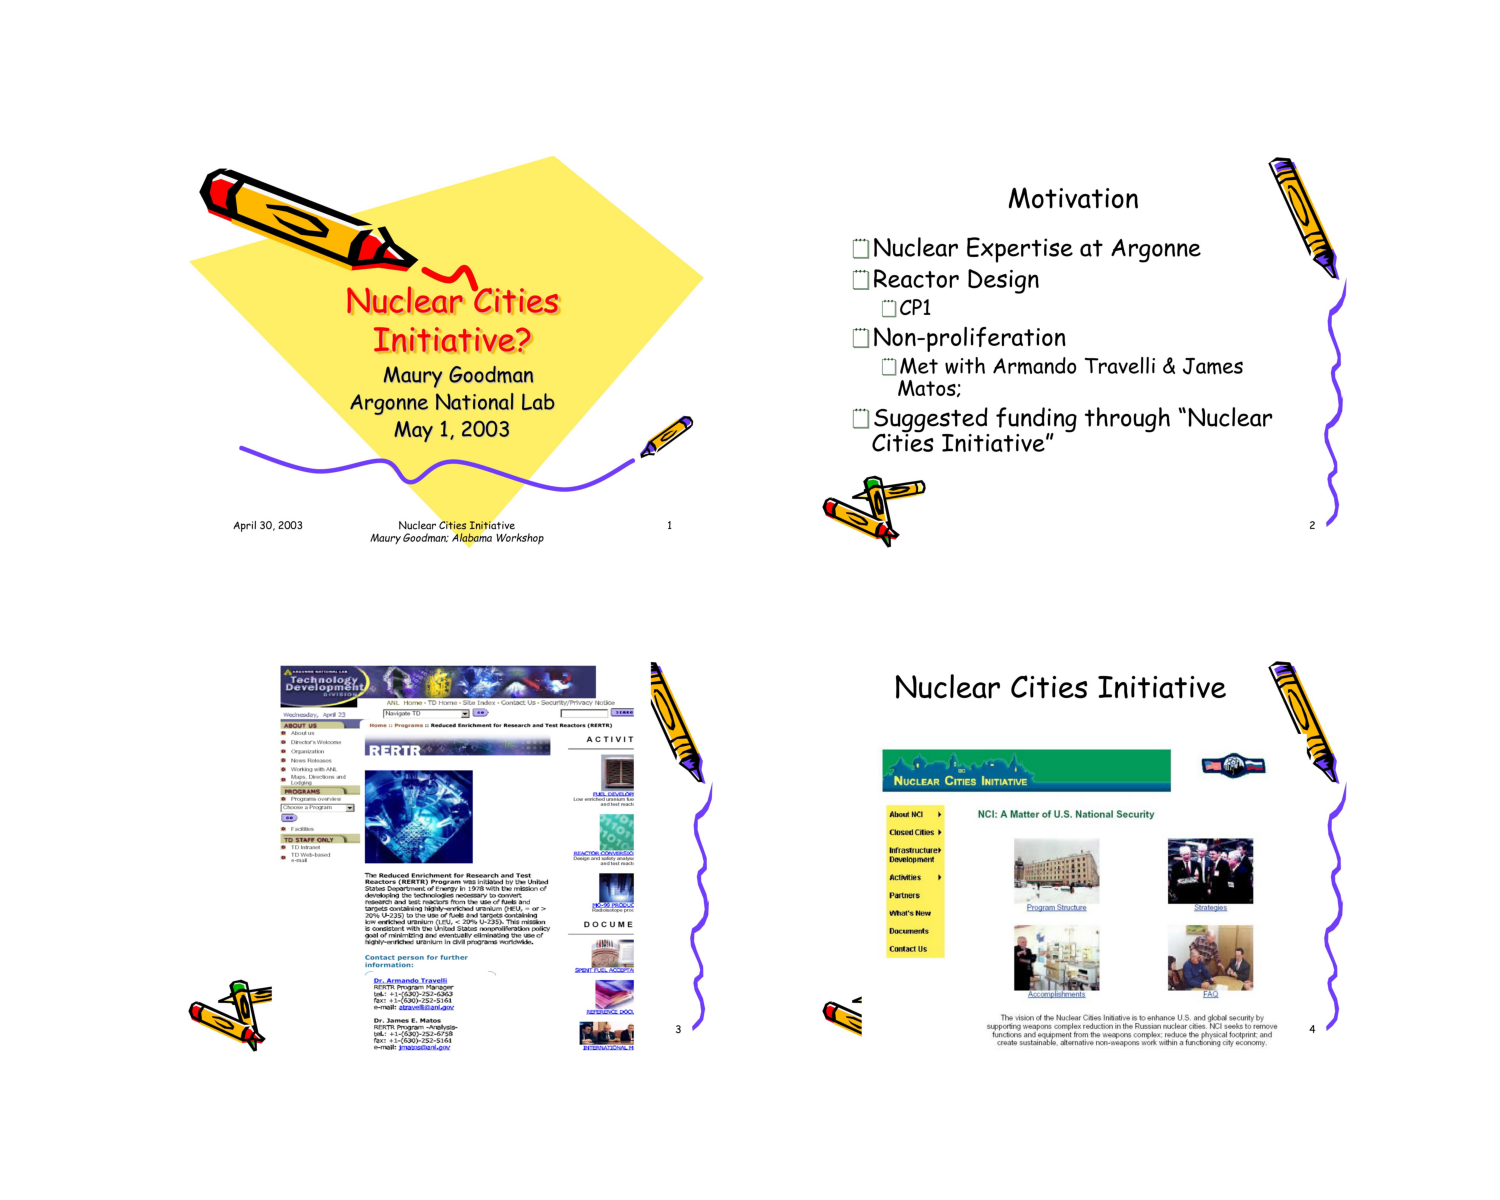 Nuclear Cities
Initiative?
Maury Goodman
Argonne National Lab
May 1, 2003
April 30, 2003
Nuclear Cities Initiative
Maury Goodman; Alabama Workshop
1
Motivation
Nuclear Expertise at Argonne
Reactor Design
CP1
Non-proliferation
Met with Armando Travelli & James
Matos;
Suggested funding through “Nuclear
Cities Initiative”
2
ARGONNE NATIONAL LAB
Technology
Development
DIVISION
ANL Home · TD Home · Site Index · Contact Us · Security/Privacy Notice
Wednesday, April 23
Navigate TD
GO
Home :: Programs :: Reduced Enrichment for Research and Test Reactors (RERTR)
ABOUT US
About us
Director's Welcome
Organization
News Releases
Working with ANL
Maps, Directions and
Lodging
PROGRAMS
Programs overview
Choose a Program
GO
Facilities
TD STAFF ONLY
TD Intranet
TD Web-based
e-mail
RERTR
The Reduced Enrichment for Research and Test
Reactors (RERTR) Program was initiated by the United
States Department of Energy in 1978 with the mission of
developing the technologies necessary to convert
research and test reactors from the use of fuels and
targets containing highly-enriched uranium (HEU, = or >
20% U-235) to the use of fuels and targets containing
low enriched uranium (LEU, < 20% U-235). This mission
is consistent with the United States nonproliferation policy
goal of minimizing and eventually eliminating the use of
highly-enriched uranium in civil programs worldwide.
Contact person for further
information:
Dr. Armando Travelli
RERTR Program Manager
tel.: +1-(630)-252-6363
fax: +1-(630)-252-5161
e-mail: atravelli@anl.gov
Dr. James E. Matos
RERTR Program -Analysis-
tel.: +1-(630)-252-6758
fax: +1-(630)-252-5161
e-mail: jmatos@anl.gov
ACTIVIT
FUEL DEVELOP
Low enriched uranium fue
and test reach
REACTOR CONVERSIO
Design and safety analyse
and test reach
MO-99 PRODUC
Radioisotope proc
DOCUME
SPENT FUEL ACCEPTA
REFERENCE DOCU
INTERNATIONAL M
3
Nuclear Cities Initiative
NUCLEAR CITIES INITIATIVE
About NCI
Closed Cities
Infrastructure
Development
Activities
Partners
What's New
Documents
Contact Us
NCI: A Matter of U.S. National Security
Program Structure
Strategies
Accomplishments
FAQ
The vision of the Nuclear Cities Initiative is to enhance U.S. and global security by
supporting weapons complex reduction in the Russian nuclear cities. NCI seeks to remove
functions and equipment from the weapons complex; reduce the physical footprint; and
create sustainable, alternative non-weapons work within a functioning city economy.
4